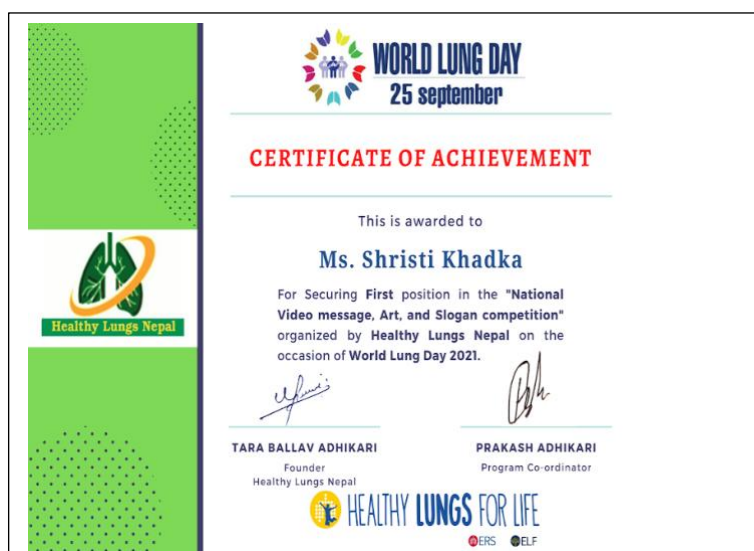 WORLD LUNG DAY
25 september
CERTIFICATE OF ACHIEVEMENT
This is awarded to
Ms. Shristi Khadka
For Securing First position in the "National
Video message, Art, and Slogan competition"
organized by Healthy Lungs Nepal on the
occasion of World Lung Day 2021.
Healthy Lungs Nepal
TARA BALLAV ADHIKARI
Founder
Healthy Lungs Nepal
PRAKASH ADHIKARI
Program Co-ordinator
HEALTHY LUNGS FOR LIFE
ERS ELF